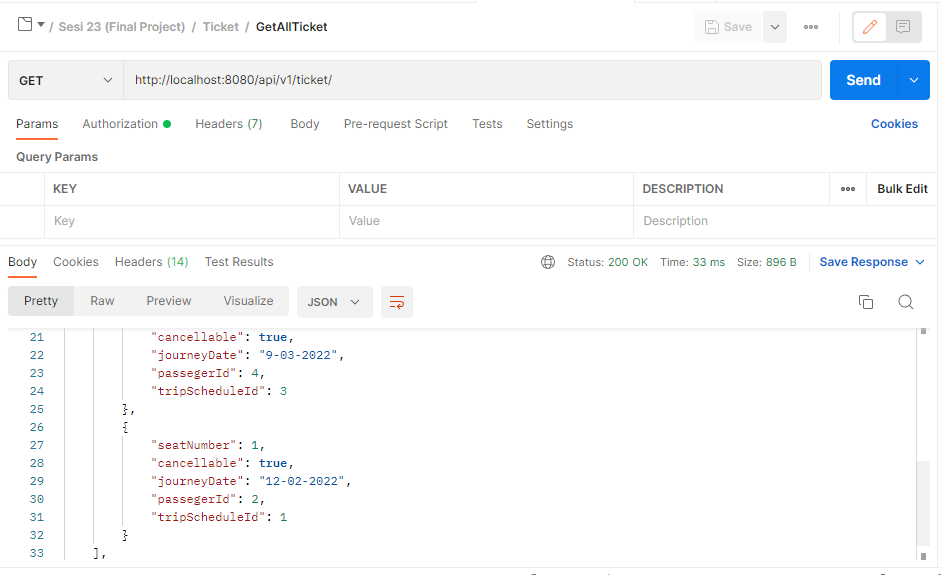 / Sesi 23 (Final Project) / Ticket / GetAllTicket Save
GET http://localhost:8080/api/v1/ticket/ Send
Params Authorization Headers (7) Body Pre-request Script Tests Settings Cookies
Query Params
KEY VALUE DESCRIPTION Bulk Edit
Key Value Description
Body Cookies Headers (14) Test Results Status: 200 OK Time: 33 ms Size: 896 B Save Response
Pretty Raw Preview Visualize JSON
21 "cancellable": true,
22 "journeyDate": "9-03-2022",
23 "passegerId": 4,
24 "tripScheduleId": 3
25 },
26 {
27 "seatNumber": 1,
28 "cancellable": true,
29 "journeyDate": "12-02-2022",
30 "passegerId": 2,
31 "tripScheduleId": 1
32 }
33 ],